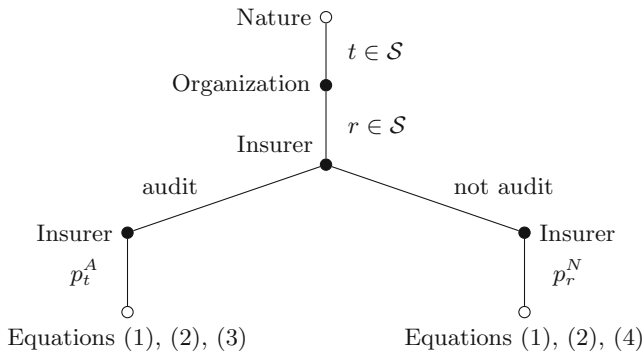 Nature
t ∈ 𝒮
Organization
r ∈ 𝒮
Insurer
audit
not audit
Insurer
Insurer
p_t^A
p_r^N
Equations (1), (2), (3)
Equations (1), (2), (4)